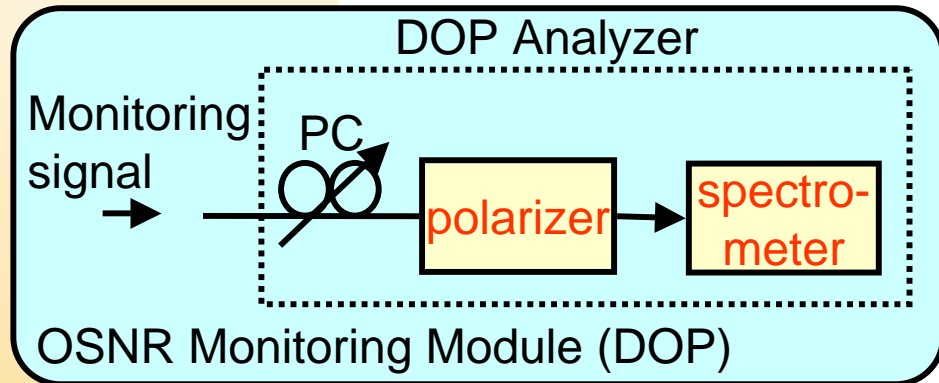 DOP Analyzer
Monitoring
signal
PC
polarizer
spectro-
meter
OSNR Monitoring Module (DOP)